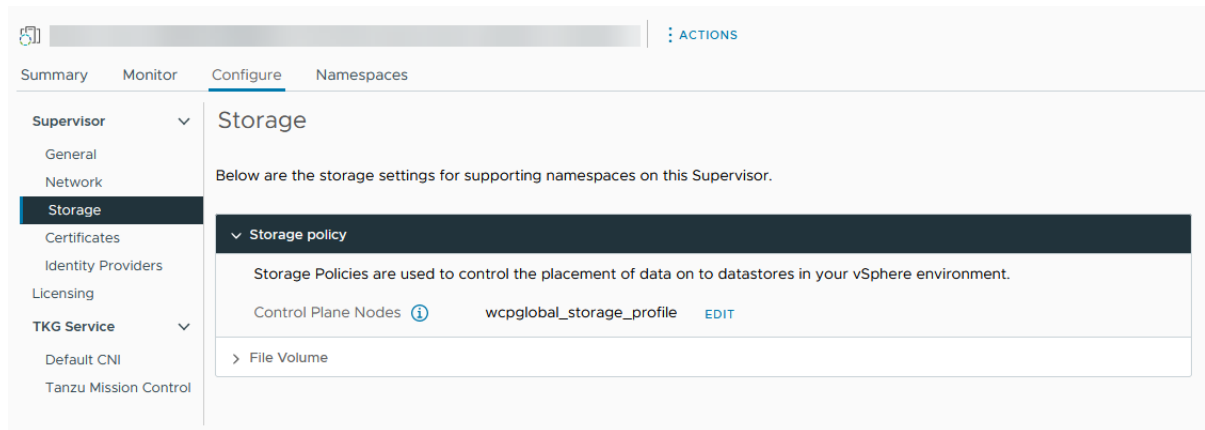 ACTIONS
Summary Monitor Configure Namespaces
Supervisor
General
Network
Storage
Certificates
Identity Providers
Licensing
TKG Service
Default CNI
Tanzu Mission Control
Storage
Below are the storage settings for supporting namespaces on this Supervisor.
Storage policy
Storage Policies are used to control the placement of data on to datastores in your vSphere environment.
Control Plane Nodes wcpglobal_storage_profile EDIT
File Volume